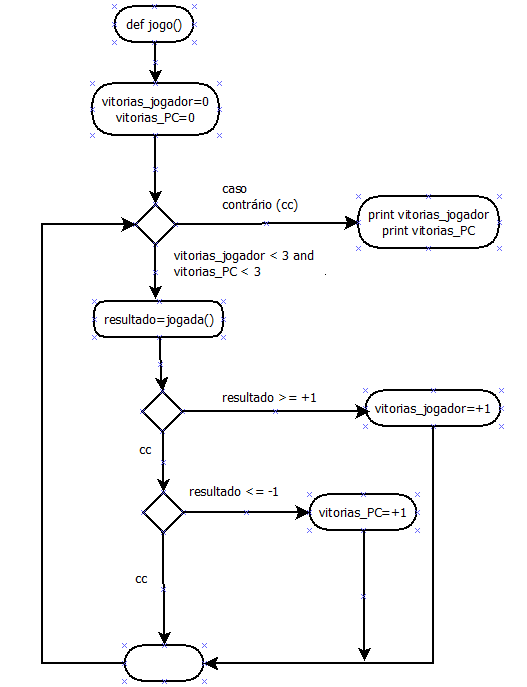 def jogo()
vitorias_jogador=0
vitorias_PC=0
caso
contrário (cc)
print vitorias_jogador
print vitorias_PC
vitorias_jogador < 3 and
vitorias_PC < 3
resultado=jogada()
resultado >= +1
vitorias_jogador=+1
cc
resultado <= -1
vitorias_PC=+1
cc